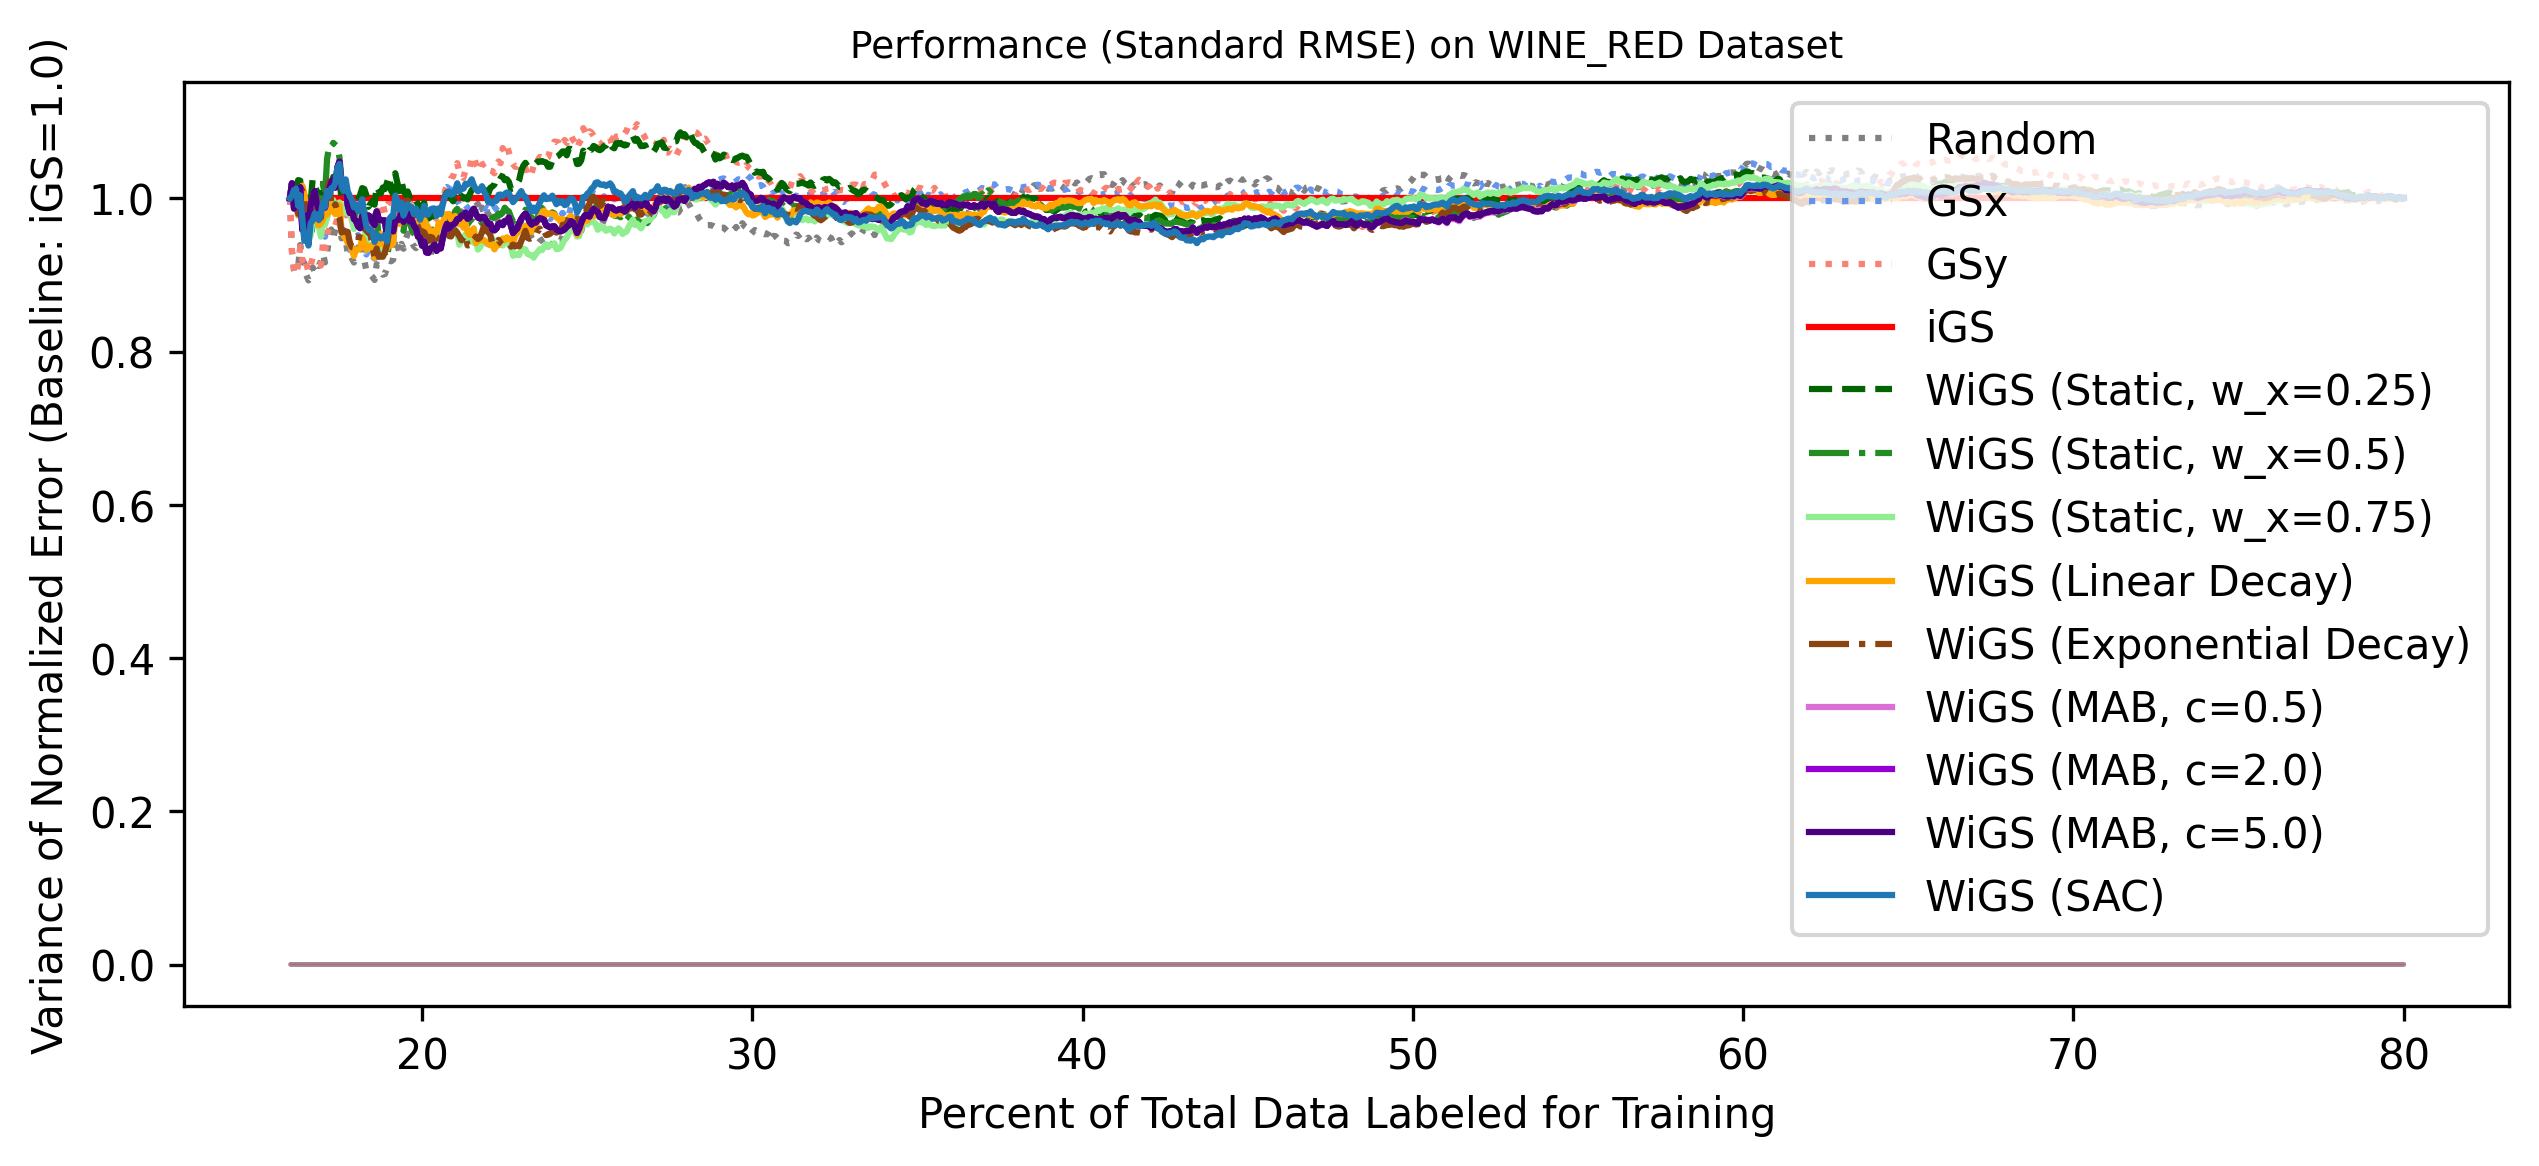 Performance (Standard RMSE) on WINE_RED Dataset
Variance of Normalized Error (Baseline: iGS=1.0)
1.0
0.8
0.6
0.4
0.2
0.0
20 30 40 50 60 70 80
Percent of Total Data Labeled for Training
Random
GSx
GSy
iGS
WiGS (Static, w_x=0.25)
WiGS (Static, w_x=0.5)
WiGS (Static, w_x=0.75)
WiGS (Linear Decay)
WiGS (Exponential Decay)
WiGS (MAB, c=0.5)
WiGS (MAB, c=2.0)
WiGS (MAB, c=5.0)
WiGS (SAC)